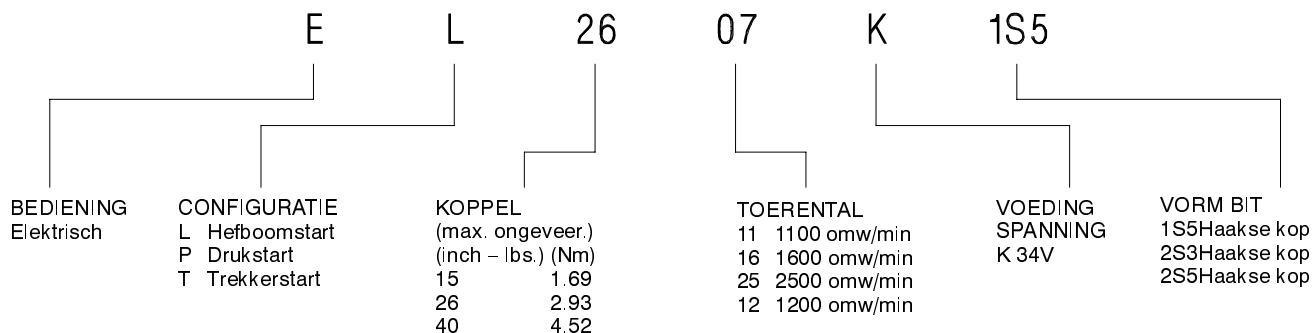 E L 26 07 K 1S5
BEDIENING
Elektrisch
CONFIGURATIE
L Hefboomstart
P Drukstart
T Trekkerstart
KOPPEL
(max. ongeveer.)
(inch – lbs.) (Nm)
15 1.69
26 2.93
40 4.52
TOERENTAL
11 1100 omw/min
16 1600 omw/min
25 2500 omw/min
12 1200 omw/min
VOEDING
SPANNING
K 34V
VORM BIT
1S5Haakse kop
2S3Haakse kop
2S5Haakse kop